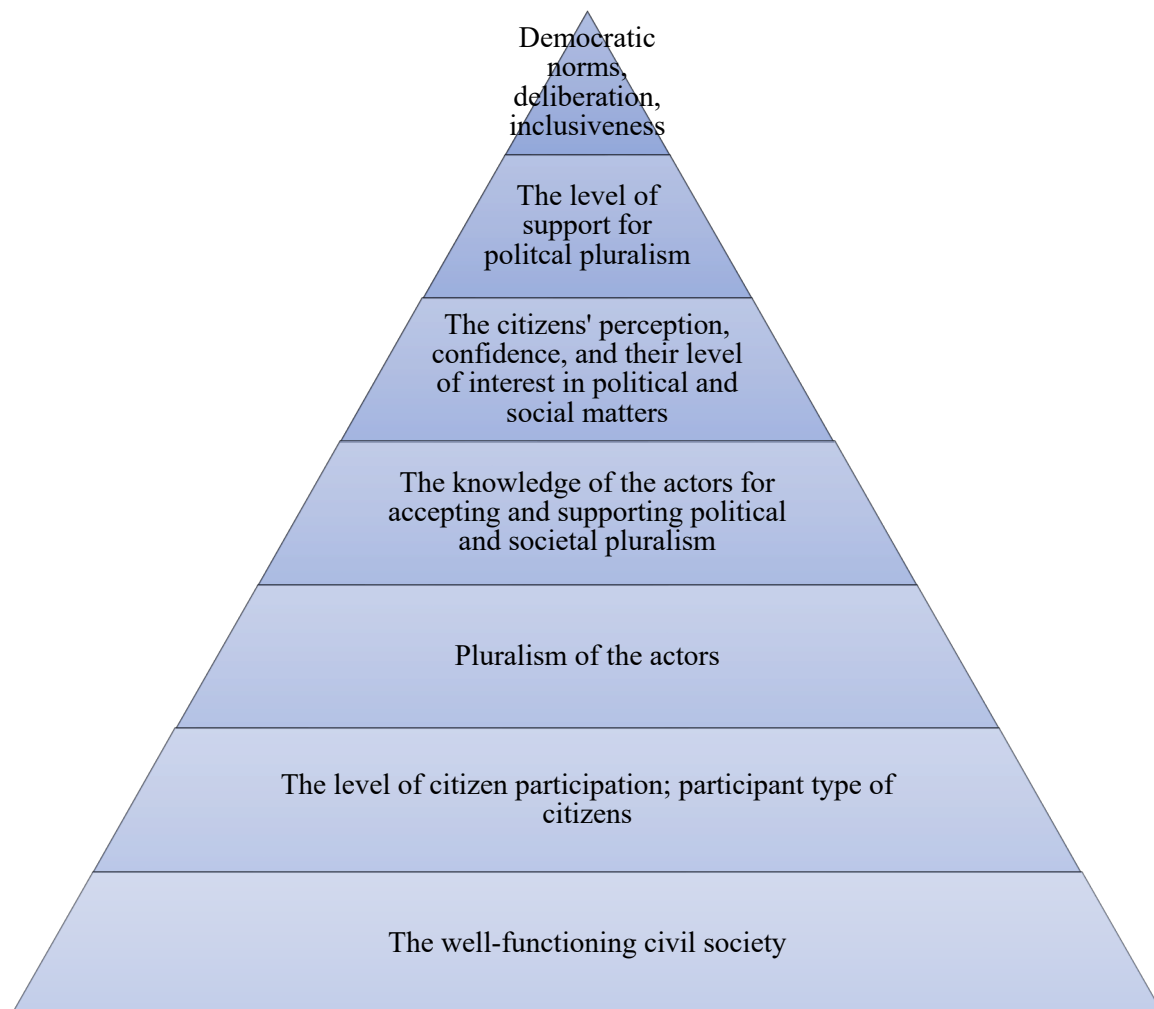 Democratic
norms,
deliberation,
inclusiveness
The level of
support for
politcal pluralism
The citizens' perception,
confidence, and their level
of interest in political and
social matters
The knowledge of the actors for
accepting and supporting political
and societal pluralism
Pluralism of the actors
The level of citizen participation; participant type of
citizens
The well-functioning civil society